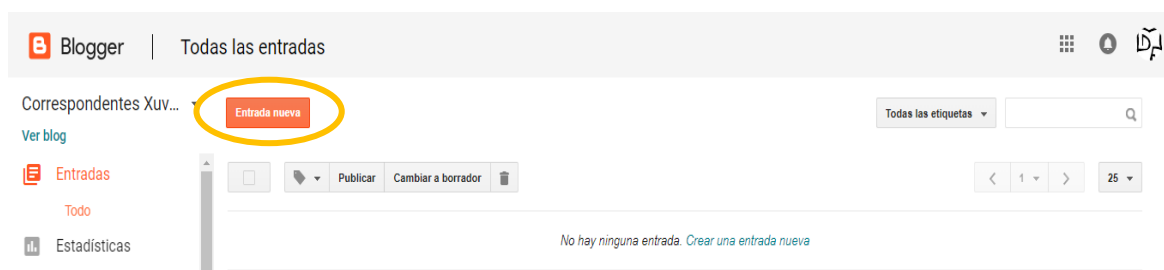 Blogger | Todas las entradas
Correspondentes Xuv...
Entrada nueva
Todas las etiquetas
Ver blog
Entradas
Publicar
Cambiar a borrador
1
25
Todo
No hay ninguna entrada. Crear una entrada nueva
Estadísticas